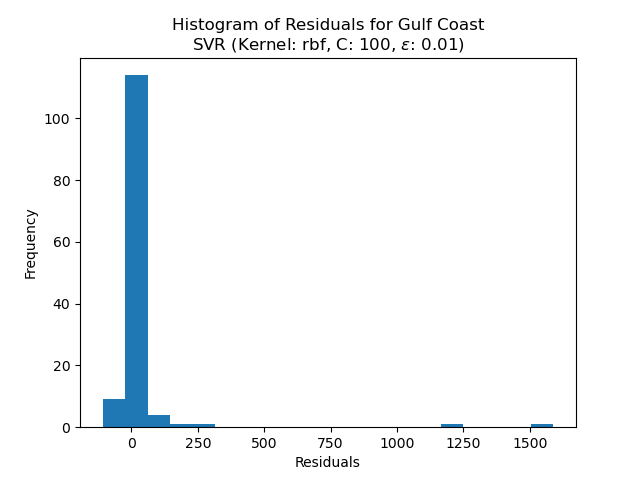 Histogram of Residuals for Gulf Coast
SVR (Kernel: rbf, C: 100, ε: 0.01)
Frequency
100
80
60
40
20
0
0 250 500 750 1000 1250 1500
Residuals